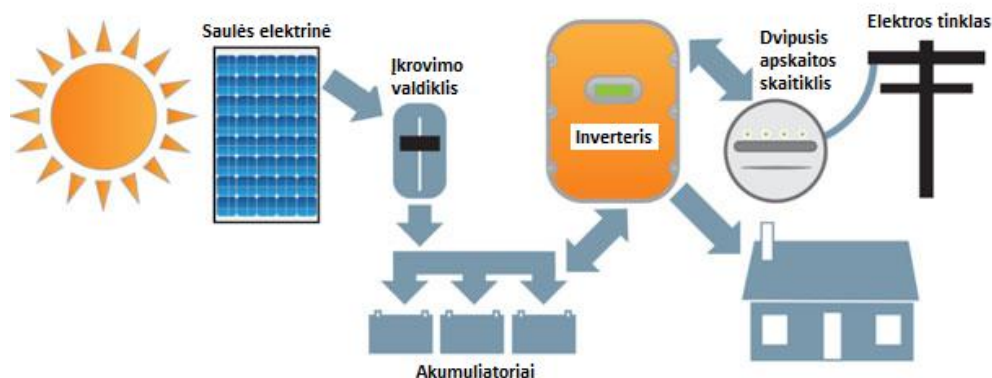 Saulės elektrinė
Įkrovimo
valdiklis
Inverteris
Dvipusis
apskaitos
skaitiklis
Elektros tinklas
Akumuliatoriai